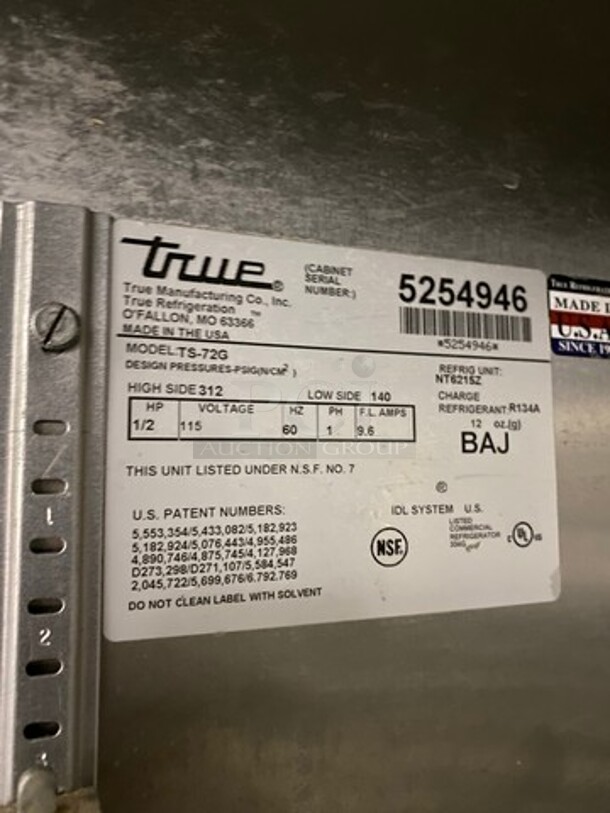 true®
True Manufacturing Co., Inc.
True Refrigeration ™
O'FALLON, MO 63366
MADE IN THE USA
(CABINET
SERIAL
NUMBER:)
5254946
*5254946*
MODEL: TS-72G
DESIGN PRESSURES-PSIG(N/CM²)
HIGH SIDE 312
LOW SIDE 140
REFRIG UNIT:
NT6215Z
CHARGE
REFRIGERANT R134A
12 oz.(g)
BAJ
HP VOLTAGE HZ PH F.L. AMPS
1/2 115 60 1 9.6
AUCTION GROUP
THIS UNIT LISTED UNDER N.S.F. NO. 7
U.S. PATENT NUMBERS:
5,553,354/5,433,082/5,182,923
5,182,924/5,076,443/4,955,486
4,890,746/4,875,745/4,127,968
D273,298/D271,107/5,584,547
2,045,722/5,699,676/6.792.769
DO NOT CLEAN LABEL WITH SOLVENT
®
IDL SYSTEM U.S.
NSF
LISTED
COMMERCIAL
REFRIGERATOR
C UL US
MADE I
U.S.A
SINCE 19
1
2
3